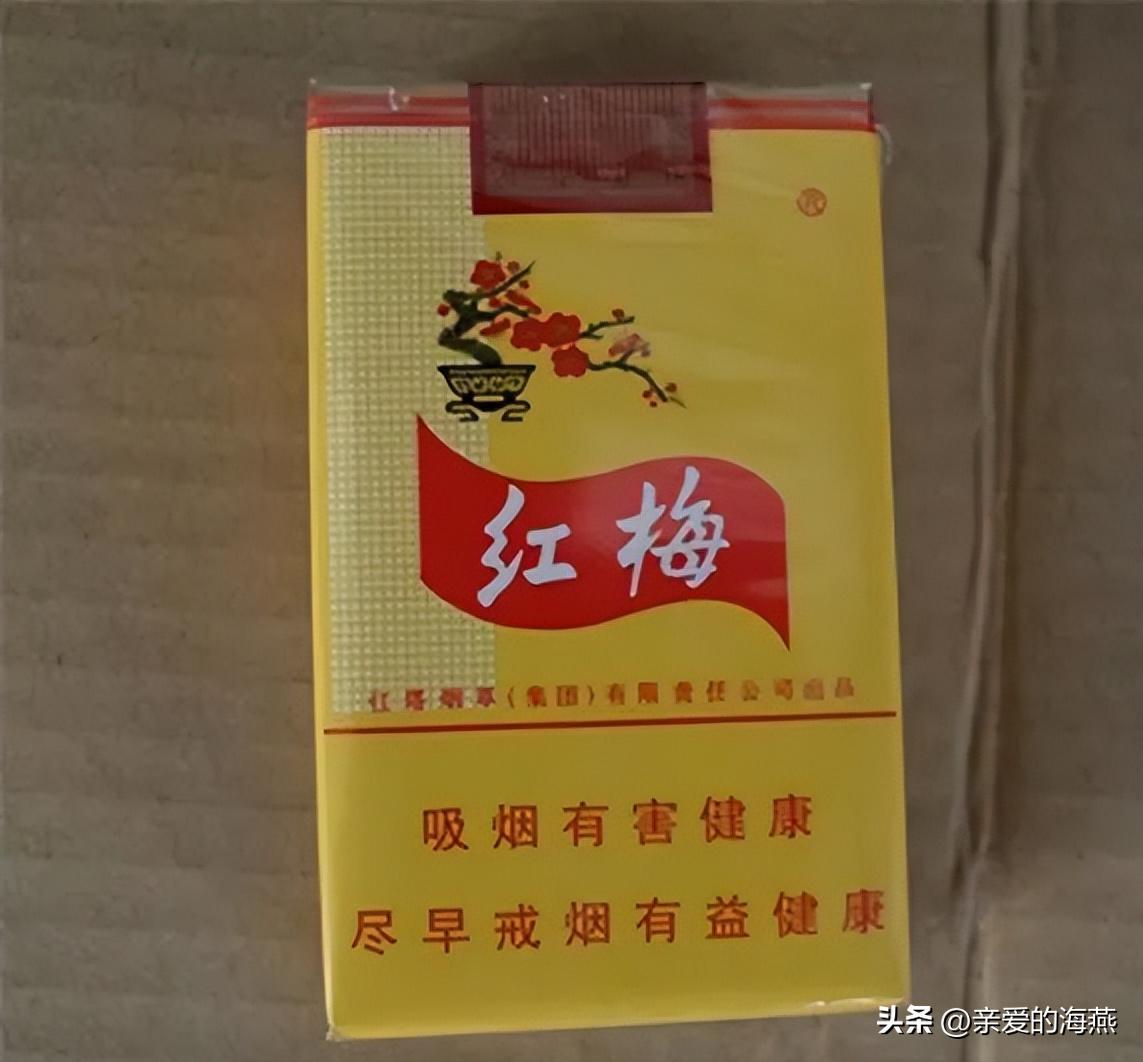 红梅
红塔烟草（集团）有限责任公司出品
吸烟有害健康
尽早戒烟有益健康
头条 @亲爱的海燕